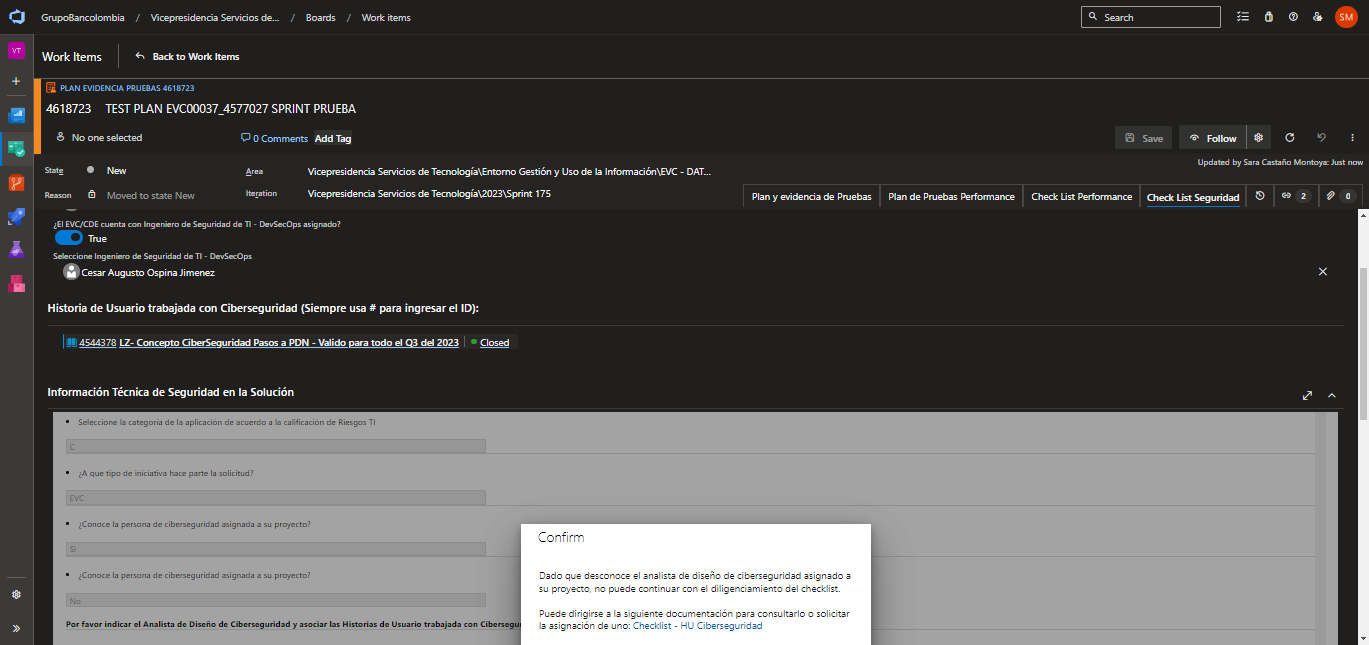 GrupoBancolombia / Vicepresidencia Servicios de... / Boards / Work items
Search
SM
VT
Work Items
Back to Work Items
PLAN EVIDENCIA PRUEBAS 4618723
4618723 TEST PLAN EVC00037_4577027 SPRINT PRUEBA
No one selected
0 Comments
Add Tag
Save
Follow
Updated by Sara Castaño Montoya: Just now
State New
Area Vicepresidencia Servicios de Tecnología\Entorno Gestión y Uso de la Información\EVC - DAT...
Reason Moved to state New
Iteration Vicepresidencia Servicios de Tecnología\2023\Sprint 175
Plan y evidencia de Pruebas
Plan de Pruebas Performance
Check List Performance
Check List Seguridad
2
0
¿El EVC/CDE cuenta con Ingeniero de Seguridad de TI - DevSecOps asignado?
True
Seleccione Ingeniero de Seguridad de TI - DevSecOps
Cesar Augusto Ospina Jimenez
Historia de Usuario trabajada con Ciberseguridad (Siempre usa # para ingresar el ID):
4544378 LZ- Concepto CiberSeguridad Pasos a PDN - Valido para todo el Q3 del 2023 Closed
Información Técnica de Seguridad en la Solución
• Seleccione la categoria de la aplicación de acuerdo a la calificación de Riesgos TI
C
• ¿A que tipo de iniciativa hace parte la solicitud?
EVC
• ¿Conoce la persona de ciberseguridad asignada a su proyecto?
Si
• ¿Conoce la persona de ciberseguridad asignada a su proyecto?
No
Por favor indicar el Analista de Diseño de Ciberseguridad y asociar las Historias de Usuario trabajada con Cibersegu
Confirm
Dado que desconoce el analista de diseño de ciberseguridad asignado a
su proyecto, no puede continuar con el diligenciamiento del checklist.
Puede dirigirse a la siguiente documentación para consultarlo o solicitar
la asignación de uno: Checklist - HU Ciberseguridad